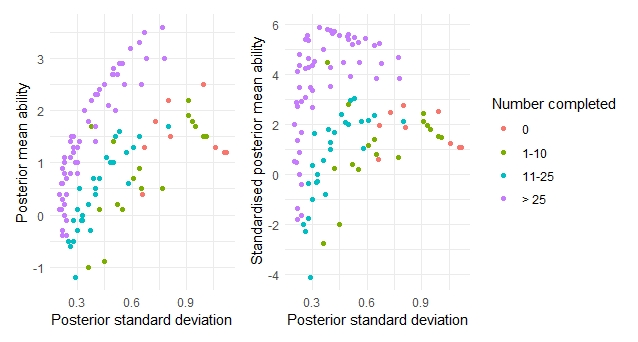 Posterior mean ability
3
2
1
0
-1
0.3 0.6 0.9
Posterior standard deviation
Standardised posterior mean ability
6
4
2
0
-2
-4
0.3 0.6 0.9
Posterior standard deviation
Number completed
0
1-10
11-25
> 25